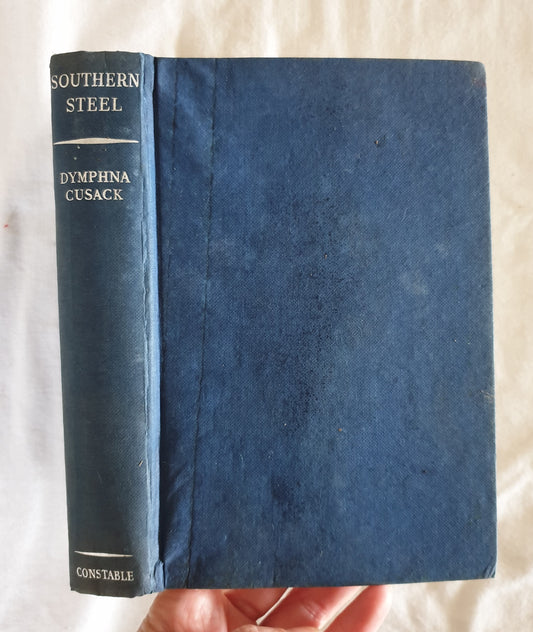 SOUTHERN
STEEL
DYMPHNA
CUSACK
CONSTABLE